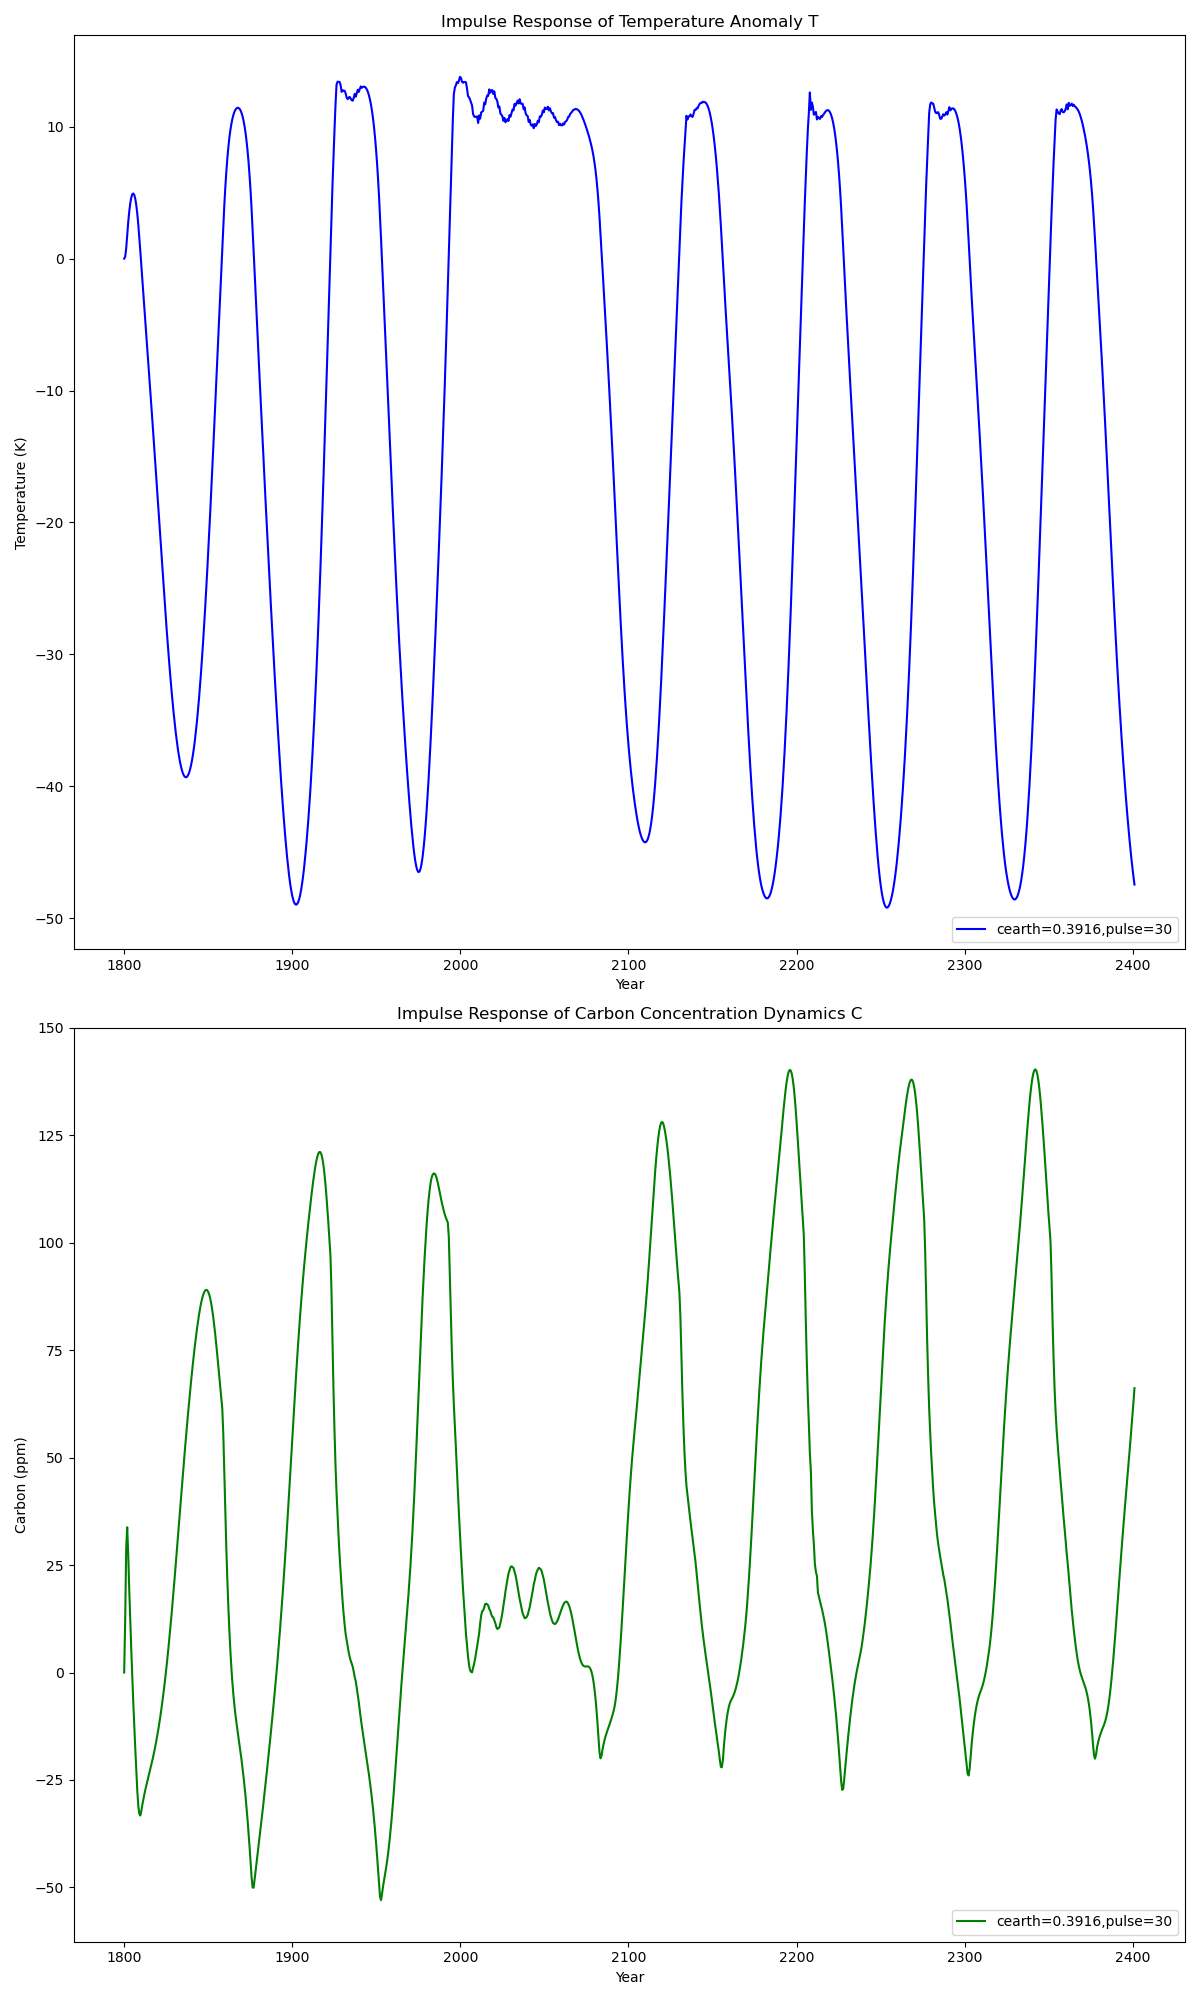 Impulse Response of Temperature Anomaly T
10
0
−10
−20
−30
−40
−50
Temperature (K)
cearth=0.3916,pulse=30
1800 1900 2000 2100 2200 2300 2400
Year
Impulse Response of Carbon Concentration Dynamics C
150
125
100
75
50
25
0
−25
−50
Carbon (ppm)
cearth=0.3916,pulse=30
1800 1900 2000 2100 2200 2300 2400
Year